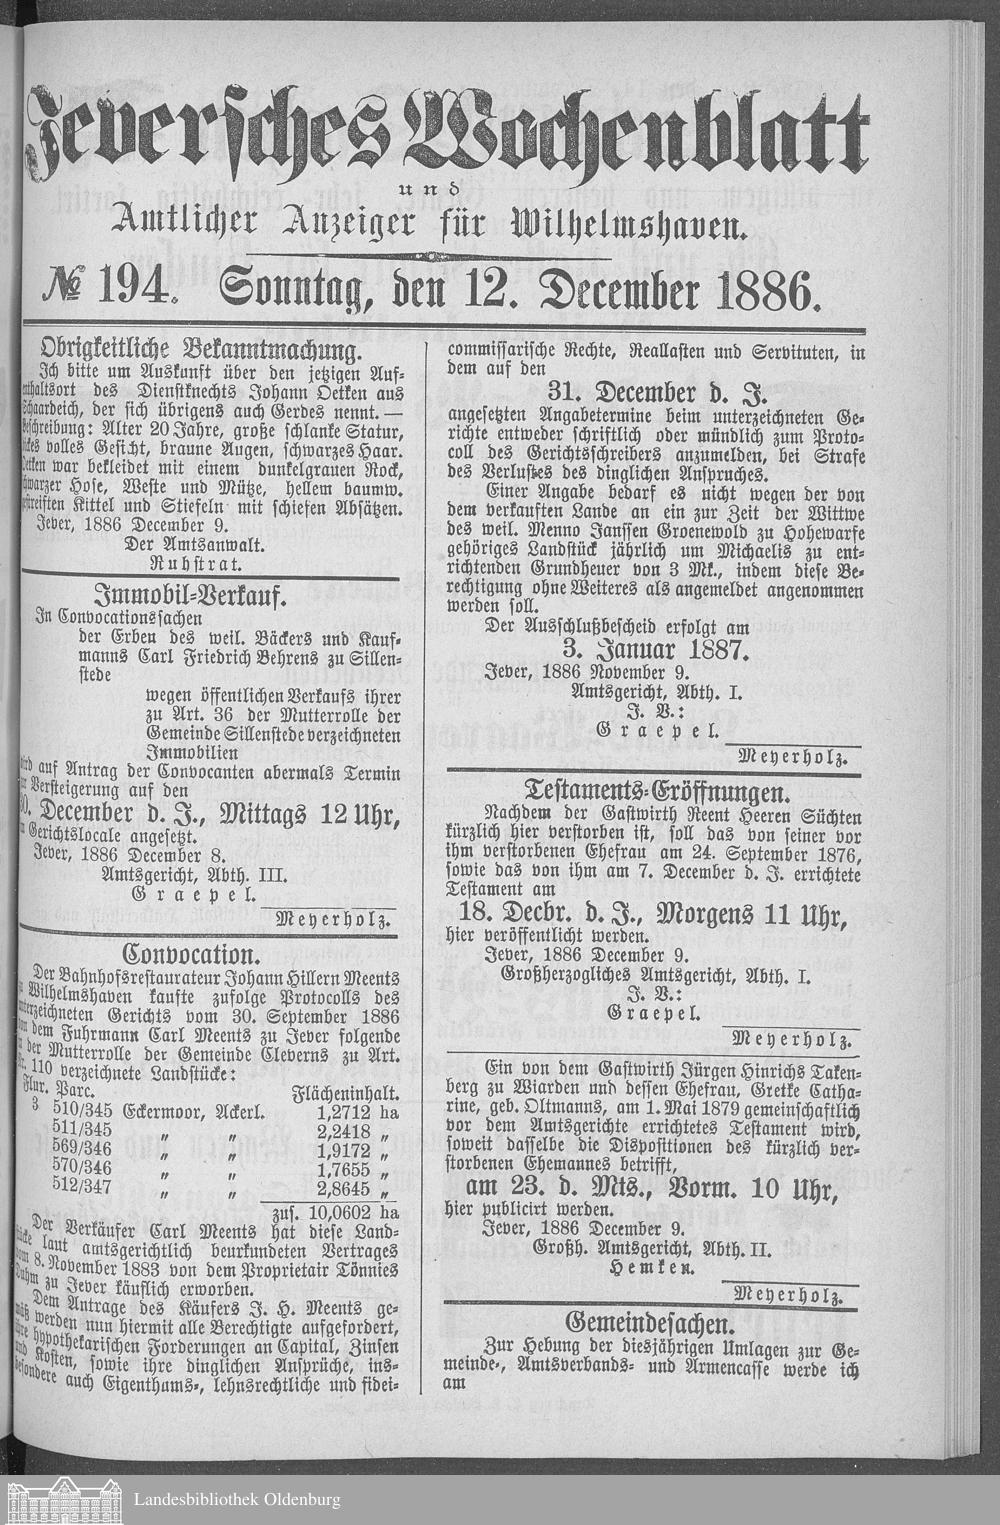 Jeversches Wochenblatt
und
Amtlicher Anzeiger für Wilhelmshaven.
№ 194. Sonntag, den 12. December 1886.
Obrigkeitliche Bekanntmachung.
Ich bitte um Auskunft über den jetzigen Auf-
enthaltsort des Dienstknechts Johann Oetken aus
Schaardeich, der sich übrigens auch Gerdes nennt. —
Beschreibung: Alter 20 Jahre, große schlanke Statur,
dickes volles Gesicht, braune Augen, schwarzes Haar.
Oetken war bekleidet mit einem dunkelgrauen Rock,
schwarzer Hose, Weste und Mütze, hellem baumw.
gestreiften Kittel und Stiefeln mit schiefen Absätzen.
Jever, 1886 December 9.
Der Amtsanwalt.
Ruhstrat.
Immobil-Verkauf.
In Convocationssachen
der Erben des weil. Bäckers und Kauf-
manns Carl Friedrich Behrens zu Sillen-
stede
wegen öffentlichen Verkaufs ihrer
zu Art. 36 der Mutterrolle der
Gemeinde Sillenstede verzeichneten
Immobilien
wird auf Antrag der Convocanten abermals Termin
zur Versteigerung auf den
30. December d. J., Mittags 12 Uhr,
im Gerichtslocale angesetzt.
Jever, 1886 December 8.
Amtsgericht, Abth. III.
Graepel.
Meyerholz.
Convocation.
Der Bahnhofsrestaurateur Johann Hillern Meents
zu Wilhelmshaven kaufte zufolge Protocolls des
unterzeichneten Gerichts vom 30. September 1886
von dem Fuhrmann Carl Meents zu Jever folgende
in der Mutterrolle der Gemeinde Cleverns zu Art.
Nr. 110 verzeichnete Landstücke:
Flur. Parc. Flächeninhalt.
3 510/345 Eckermoor, Ackerl. 1,2712 ha
511/345 „ „ 2,2418 „
569/346 „ „ 1,9172 „
570/346 „ „ 1,7655 „
512/347 „ „ 2,8645 „
zus. 10,0602 ha
Der Verkäufer Carl Meents hat diese Land-
stücke laut amtsgerichtlich beurkundeten Vertrages
vom 8. November 1883 von dem Proprietair Tönnies
Duhm zu Jever käuflich erworben.
Dem Antrage des Käufers J. H. Meents ge-
mäß werden nun hiermit alle Berechtigte aufgefordert,
ihre hypothekarischen Forderungen an Capital, Zinsen
und Kosten, sowie ihre dinglichen Ansprüche, ins-
besondere auch Eigenthums-, lehnsrechtliche und fidei-
commissarische Rechte, Reallasten und Servituten, in
dem auf den
31. December d. J.
angesetzten Angabetermine beim unterzeichneten Ge-
richte entweder schriftlich oder mündlich zum Proto-
coll des Gerichtsschreibers anzumelden, bei Strafe
des Verlustes des dinglichen Anspruches.
Einer Angabe bedarf es nicht wegen der von
dem verkauften Lande an ein zur Zeit der Wittwe
des weil. Menno Janssen Groenewold zu Hohewarfe
gehöriges Landstück jährlich um Michaelis zu ent-
richtenden Grundheuer von 3 Mk., indem diese Be-
rechtigung ohne Weiteres als angemeldet angenommen
werden soll.
Der Ausschlußbescheid erfolgt am
3. Januar 1887.
Jever, 1886 November 9.
Amtsgericht, Abth. I.
J. V.:
Graepel.
Meyerholz.
Testaments-Eröffnungen.
Nachdem der Gastwirth Reent Heeren Süchten
kürzlich hier verstorben ist, soll das von seiner vor
ihm verstorbenen Ehefrau am 24. September 1876,
sowie das von ihm am 7. December d. J. errichtete
Testament am
18. Decbr. d. J., Morgens 11 Uhr,
hier veröffentlicht werden.
Jever, 1886 December 9.
Großherzogliches Amtsgericht, Abth. I.
J. V.:
Graepel.
Meyerholz.
Ein von dem Gastwirth Jürgen Hinrichs Taken-
berg zu Wiarden und dessen Ehefrau, Gretke Catha-
rine, geb. Oltmanns, am 1. Mai 1879 gemeinschaftlich
vor dem Amtsgerichte errichtetes Testament wird,
soweit dasselbe die Dispositionen des kürzlich ver-
storbenen Ehemannes betrifft,
am 23. d. Mts., Vorm. 10 Uhr,
hier publicirt werden.
Jever, 1886 December 9.
Großh. Amtsgericht, Abth. II.
Hemken.
Meyerholz.
Gemeindesachen.
Zur Hebung der diesjährigen Umlagen zur Ge-
meinde-, Amtsverbands- und Armencasse werde ich
am
Landesbibliothek Oldenburg